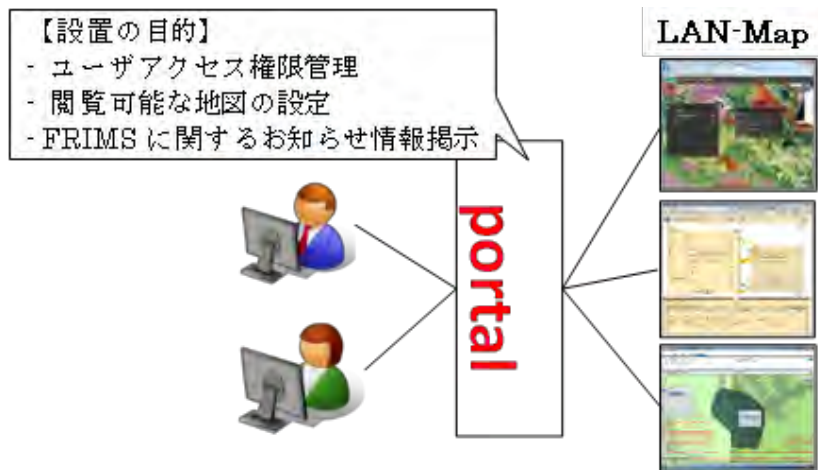 【設置の目的】
- ユーザアクセス権限管理
- 閲覧可能な地図の設定
- FRIMS に関するお知らせ情報掲示
LAN-Map
portal